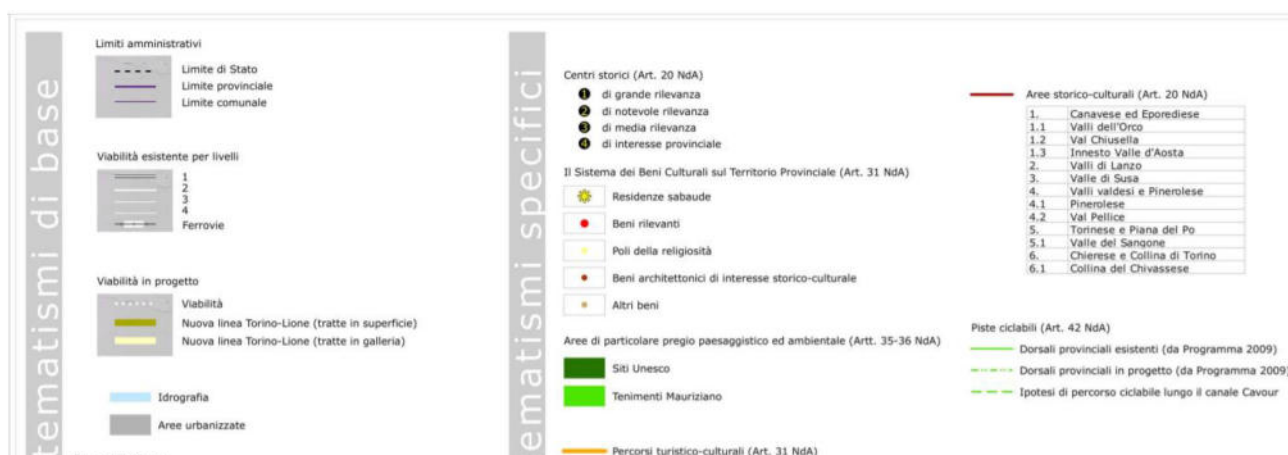 tematismi di base
Limiti amministrativi
Limite di Stato
Limite provinciale
Limite comunale
Viabilità esistente per livelli
1
2
3
4
Ferrovie
Viabilità in progetto
Viabilità
Nuova linea Torino-Lione (tratte in superficie)
Nuova linea Torino-Lione (tratte in galleria)
Idrografia
Aree urbanizzate
ematismi specifici
Centri storici (Art. 20 NdA)
1 di grande rilevanza
2 di notevole rilevanza
3 di media rilevanza
4 di interesse provinciale
Il Sistema dei Beni Culturali sul Territorio Provinciale (Art. 31 NdA)
Residenze sabaude
Beni rilevanti
Poli della religiosità
Beni architettonici di interesse storico-culturale
Altri beni
Aree di particolare pregio paesaggistico ed ambientale (Artt. 35-36 NdA)
Siti Unesco
Tenimenti Mauriziano
Percorsi turistico-culturali (Art. 31 NdA)
Aree storico-culturali (Art. 20 NdA)
1. Canavese ed Eporediese
1.1 Valli dell'Orco
1.2 Val Chiusella
1.3 Innesto Valle d'Aosta
2. Valli di Lanzo
3. Valle di Susa
4. Valli valdesi e Pinerolese
4.1 Pinerolese
4.2 Val Pellice
5. Torinese e Piana del Po
5.1 Valle del Sangone
6. Chierese e Collina di Torino
6.1 Collina del Chivassese
Piste ciclabili (Art. 42 NdA)
Dorsali provinciali esistenti (da Programma 2009)
Dorsali provinciali in progetto (da Programma 2009)
Ipotesi di percorso ciclabile lungo il canale Cavour